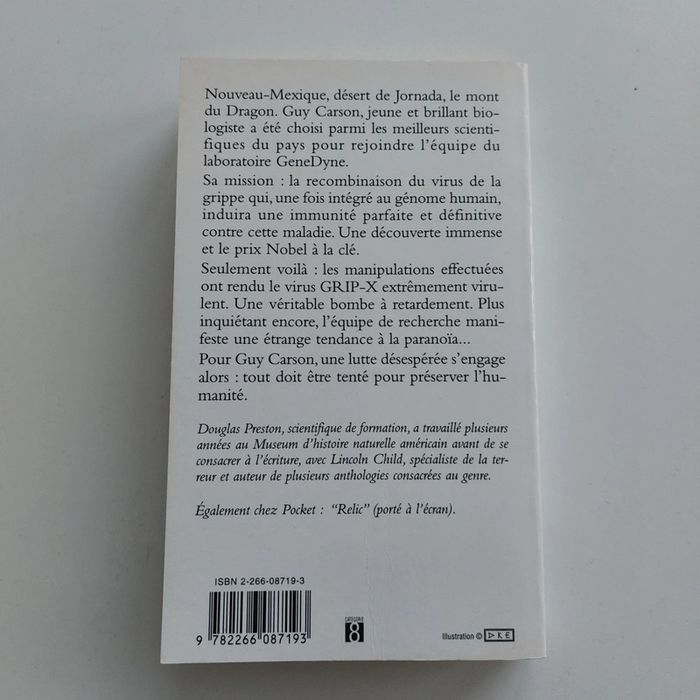 Nouveau-Mexique, désert de Jornada, le mont
du Dragon. Guy Carson, jeune et brillant bio-
logiste a été choisi parmi les meilleurs scienti-
fiques du pays pour rejoindre l'équipe du
laboratoire GeneDyne.
Sa mission : la recombinaison du virus de la
grippe qui, une fois intégré au génome humain,
induira une immunité parfaite et définitive
contre cette maladie. Une découverte immense
et le prix Nobel à la clé.
Seulement voilà : les manipulations effectuées
ont rendu le virus GRIP-X extrêmement viru-
lent. Une véritable bombe à retardement. Plus
inquiétant encore, l'équipe de recherche mani-
feste une étrange tendance à la paranoïa...
Pour Guy Carson, une lutte désespérée s'engage
alors : tout doit être tenté pour préserver l'hu-
manité.
Douglas Preston, scientifique de formation, a travaillé plusieurs
années au Museum d'histoire naturelle américain avant de se
consacrer à l'écriture, avec Lincoln Child, spécialiste de la ter-
reur et auteur de plusieurs anthologies consacrées au genre.
Également chez Pocket : "Relic" (porté à l'écran).
ISBN 2-266-08719-3
9 782266 087193
CATÉGORIE
8
Illustration © DKE